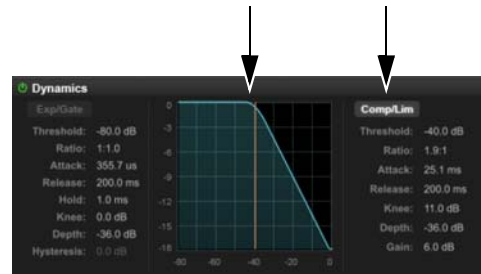 Dynamics
Exp/Gate
Threshold: -80.0 dB
Ratio: 1:1.0
Attack: 355.7 us
Release: 200.0 ms
Hold: 1.0 ms
Knee: 0.0 dB
Depth: -36.0 dB
Hysteresis: 0.0 dB
0
-3
-6
-9
-12
-15
-18
-80 -60 -40 -20 0
Comp/Lim
Threshold: -40.0 dB
Ratio: 1.9:1
Attack: 25.1 ms
Release: 200.0 ms
Knee: 11.0 dB
Depth: -36.0 dB
Gain: 6.0 dB